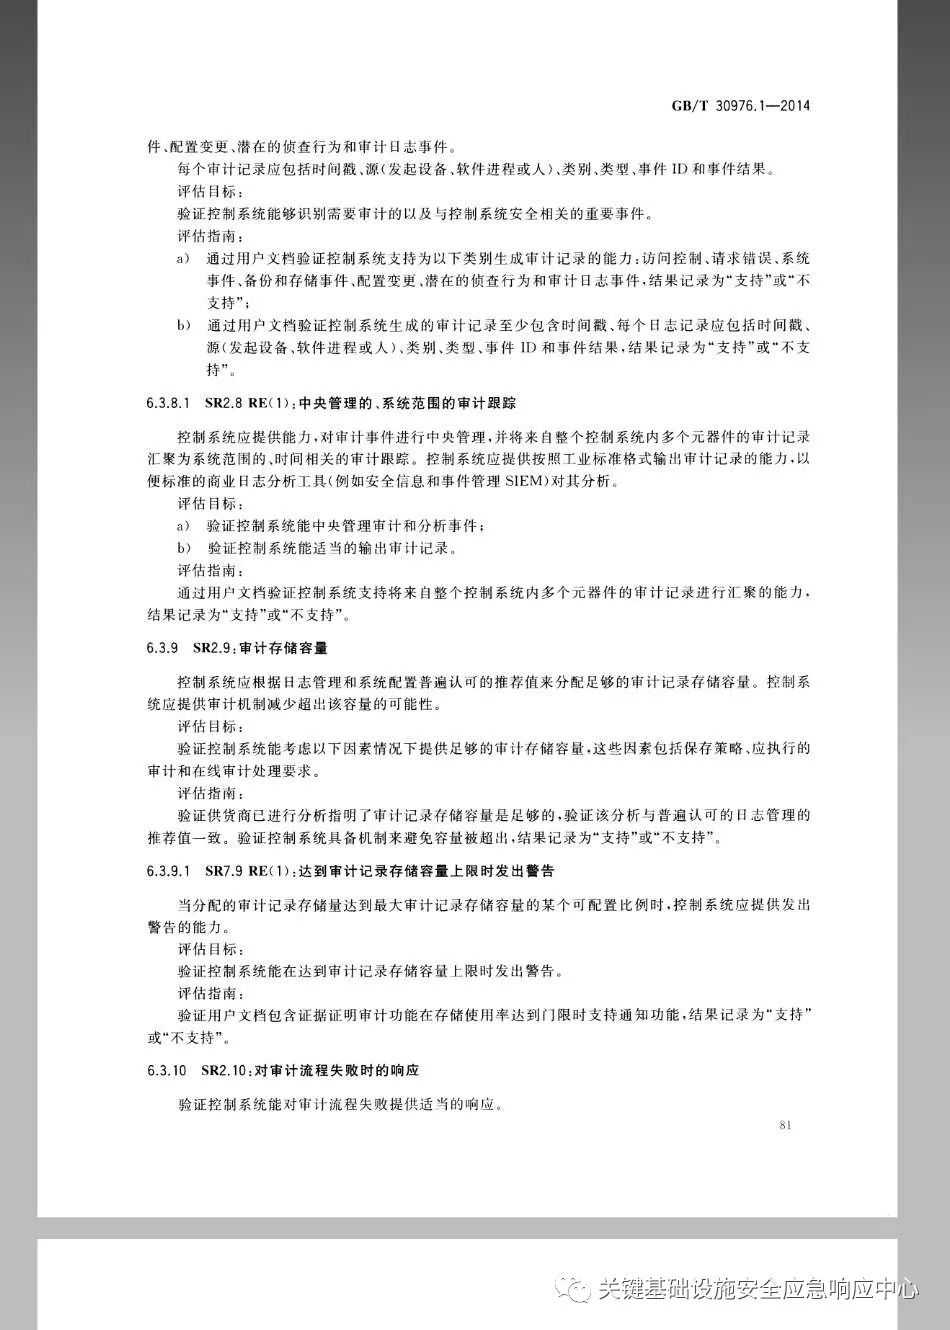 GB/T 30976.1—2014
件、配置变更、潜在的侦查行为和审计日志事件。
每个审计记录应包括时间戳、源(发起设备、软件进程或人)、类别、类型、事件 ID 和事件结果。
评估目标:
验证控制系统能够识别需要审计的以及与控制系统安全相关的重要事件。
评估指南:
a) 通过用户文档验证控制系统支持为以下类别生成审计记录的能力:访问控制、请求错误、系统
事件、备份和存储事件、配置变更、潜在的侦查行为和审计日志事件,结果记录为“支持”或“不
支持”;
b) 通过用户文档验证控制系统生成的审计记录至少包含时间戳、每个日志记录应包括时间戳、
源(发起设备、软件进程或人)、类别、类型、事件 ID 和事件结果,结果记录为“支持”或“不支
持”。
6.3.8.1 SR2.8 RE(1):中央管理的、系统范围的审计跟踪
控制系统应提供能力,对审计事件进行中央管理,并将来自整个控制系统内多个元器件的审计记录
汇聚为系统范围的、时间相关的审计跟踪。控制系统应提供按照工业标准格式输出审计记录的能力,以
便标准的商业日志分析工具(例如安全信息和事件管理 SIEM)对其分析。
评估目标:
a) 验证控制系统能中央管理审计和分析事件;
b) 验证控制系统能适当的输出审计记录。
评估指南:
通过用户文档验证控制系统支持将来自整个控制系统内多个元器件的审计记录进行汇聚的能力,
结果记录为“支持”或“不支持”。
6.3.9 SR2.9:审计存储容量
控制系统应根据日志管理和系统配置普遍认可的推荐值来分配足够的审计记录存储容量。控制系
统应提供审计机制减少超出该容量的可能性。
评估目标:
验证控制系统能考虑以下因素情况下提供足够的审计存储容量,这些因素包括保存策略、应执行的
审计和在线审计处理要求。
评估指南:
验证供货商已进行分析指明了审计记录存储容量是足够的,验证该分析与普遍认可的日志管理的
推荐值一致。验证控制系统具备机制来避免容量被超出,结果记录为“支持”或“不支持”。
6.3.9.1 SR7.9 RE(1):达到审计记录存储容量上限时发出警告
当分配的审计记录存储量达到最大审计记录存储容量的某个可配置比例时,控制系统应提供发出
警告的能力。
评估目标:
验证控制系统能在达到审计记录存储容量上限时发出警告。
评估指南:
验证用户文档包含证据证明审计功能在存储使用率达到门限时支持通知功能,结果记录为“支持”
或“不支持”。
6.3.10 SR2.10:对审计流程失败时的响应
验证控制系统能对审计流程失败提供适当的响应。
81
关键基础设施安全应急响应中心